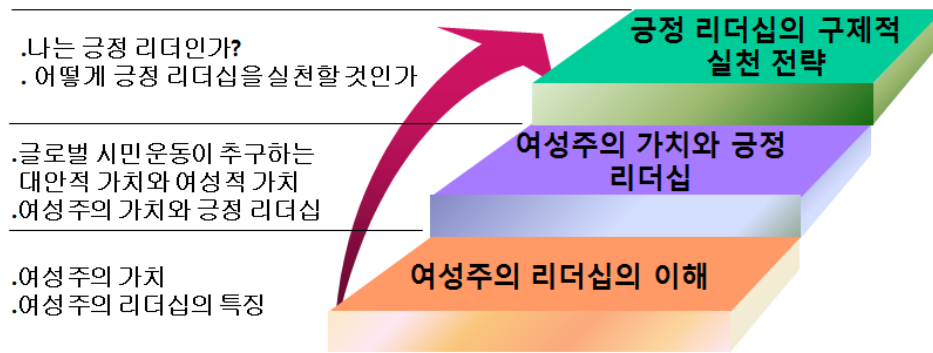 .나는 긍정 리더인가?
. 어떻게 긍정 리더십을 실천할 것인가
긍정 리더십의 구제적
실천 전략
.글로벌 시민운동이 추구하는
대안적 가치와 여성적 가치
.여성주의 가치와 긍정 리더십
여성주의 가치와 긍정
리더십
.여성주의 가치
.여성주의 리더십의 특징
여성주의 리더십의 이해